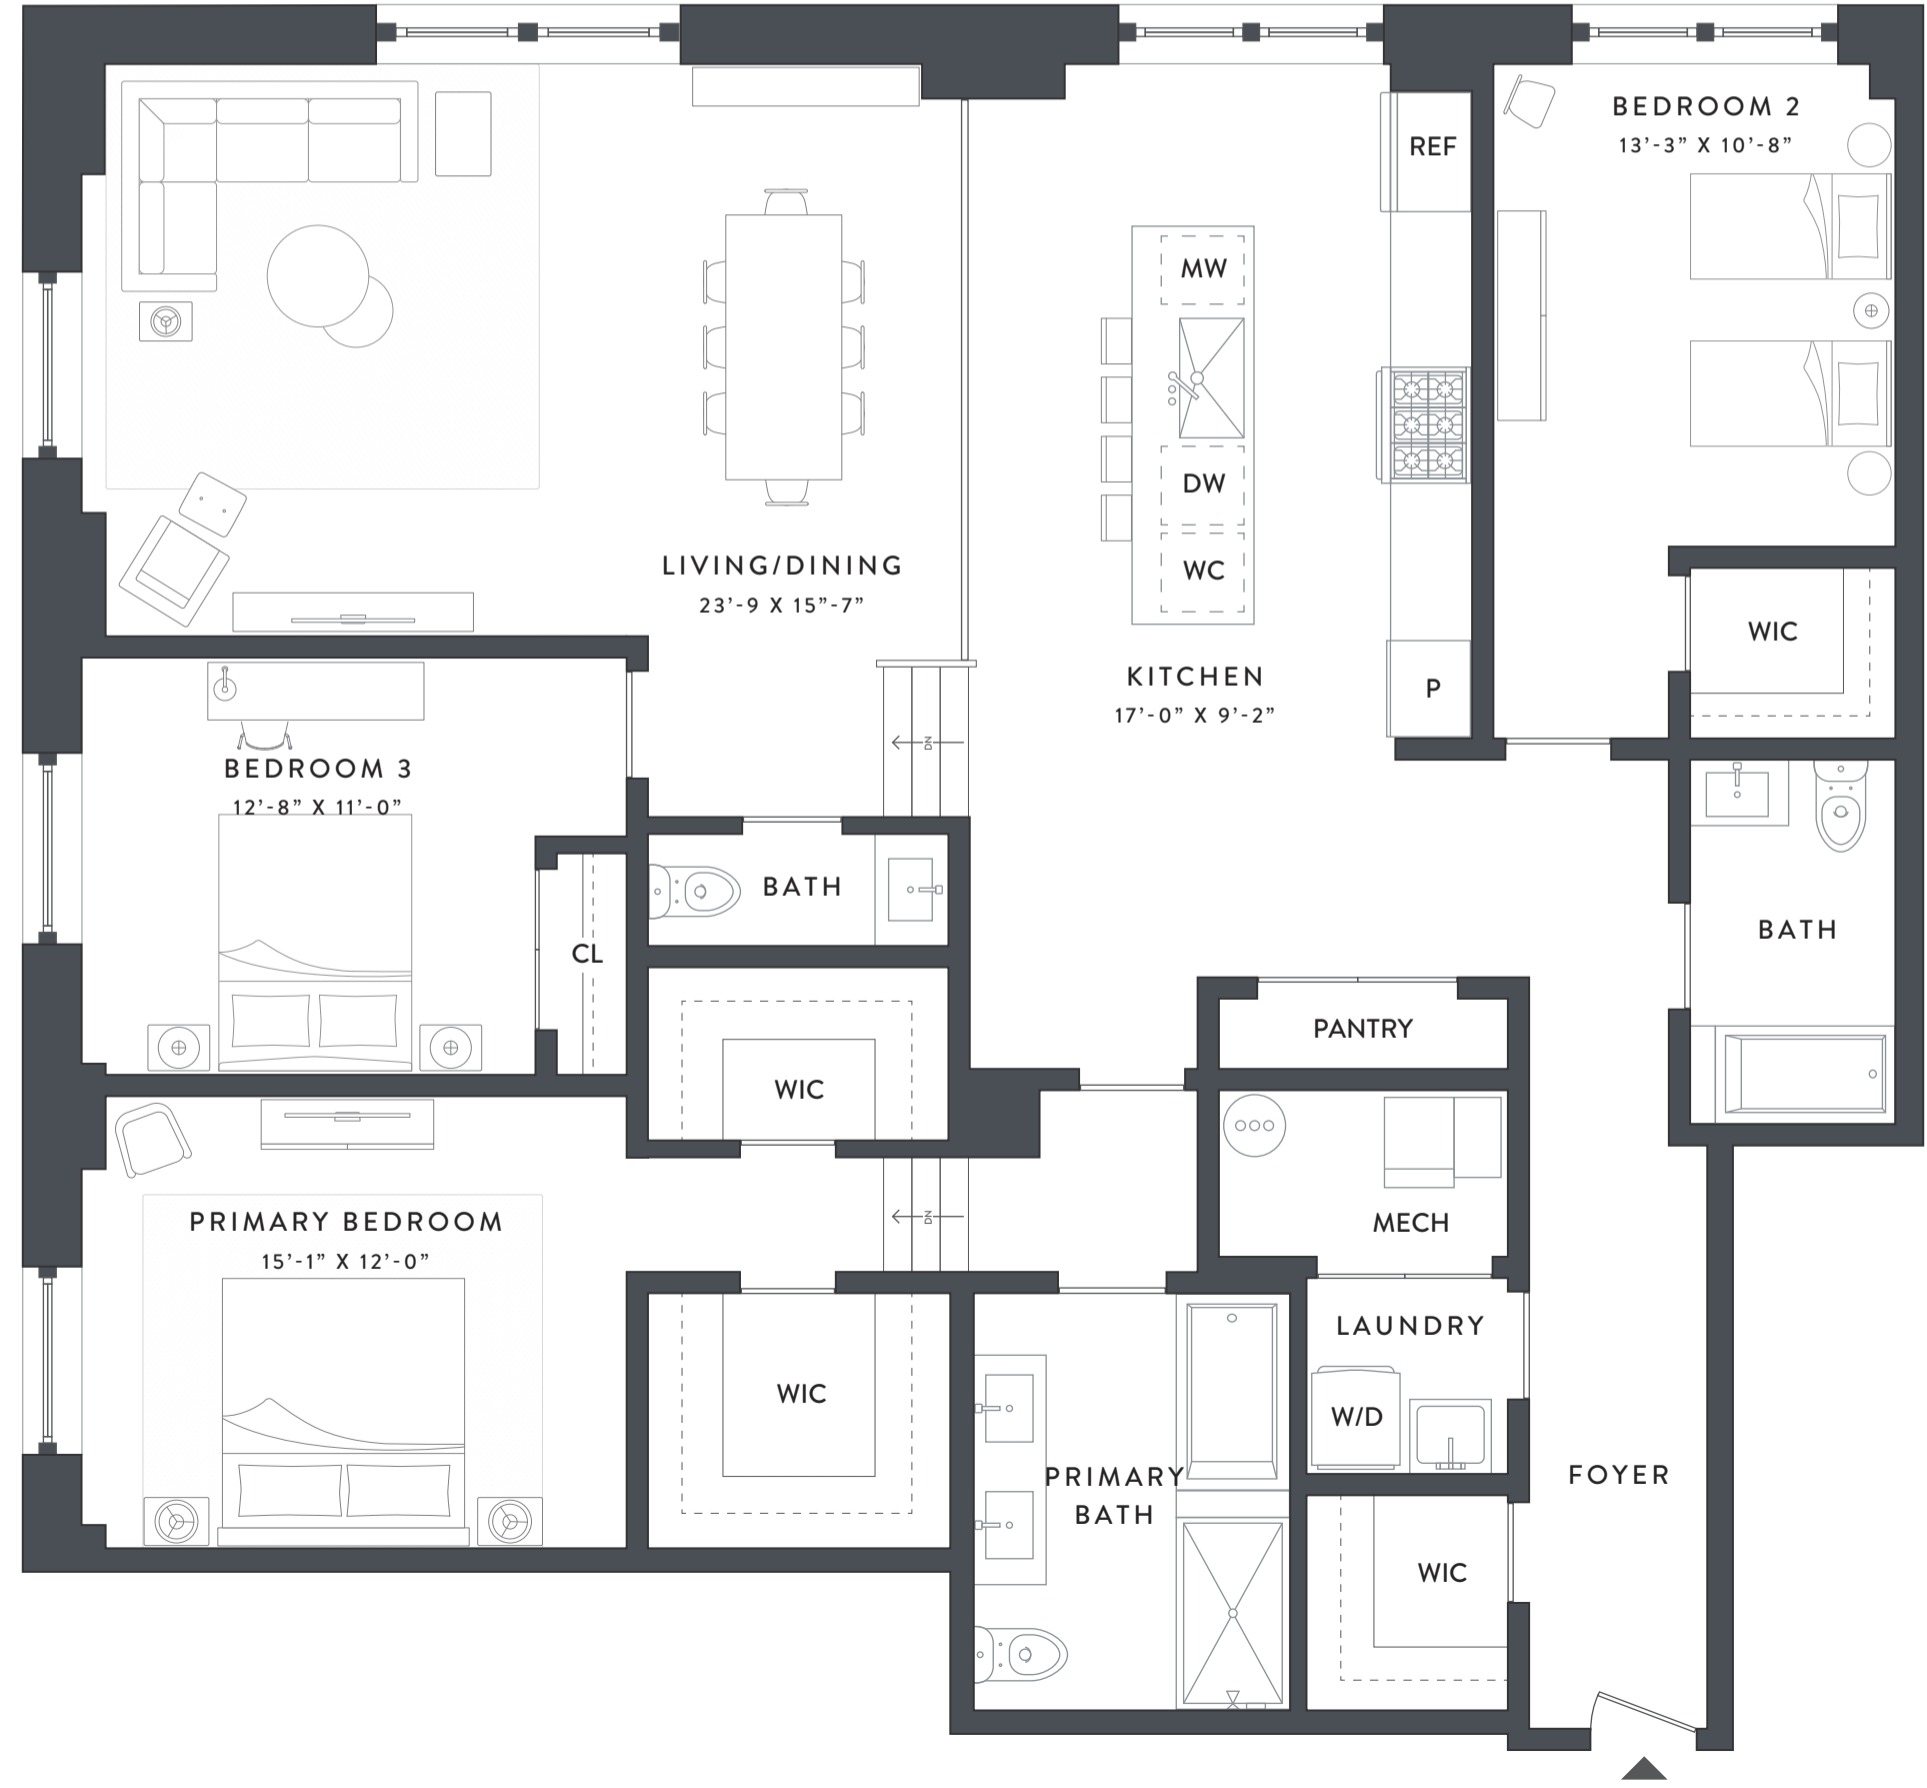 BEDROOM 2
13’-3” X 10’-8”
REF
MW
DW
WC
LIVING/DINING
23’-9 X 15”-7”
KITCHEN
17’-0” X 9’-2”
P
WIC
DN
BEDROOM 3
12’-8” X 11’-0”
BATH
CL
BATH
PANTRY
WIC
MECH
PRIMARY BEDROOM
15’-1” X 12’-0”
DN
LAUNDRY
W/D
WIC
PRIMARY
BATH
FOYER
WIC